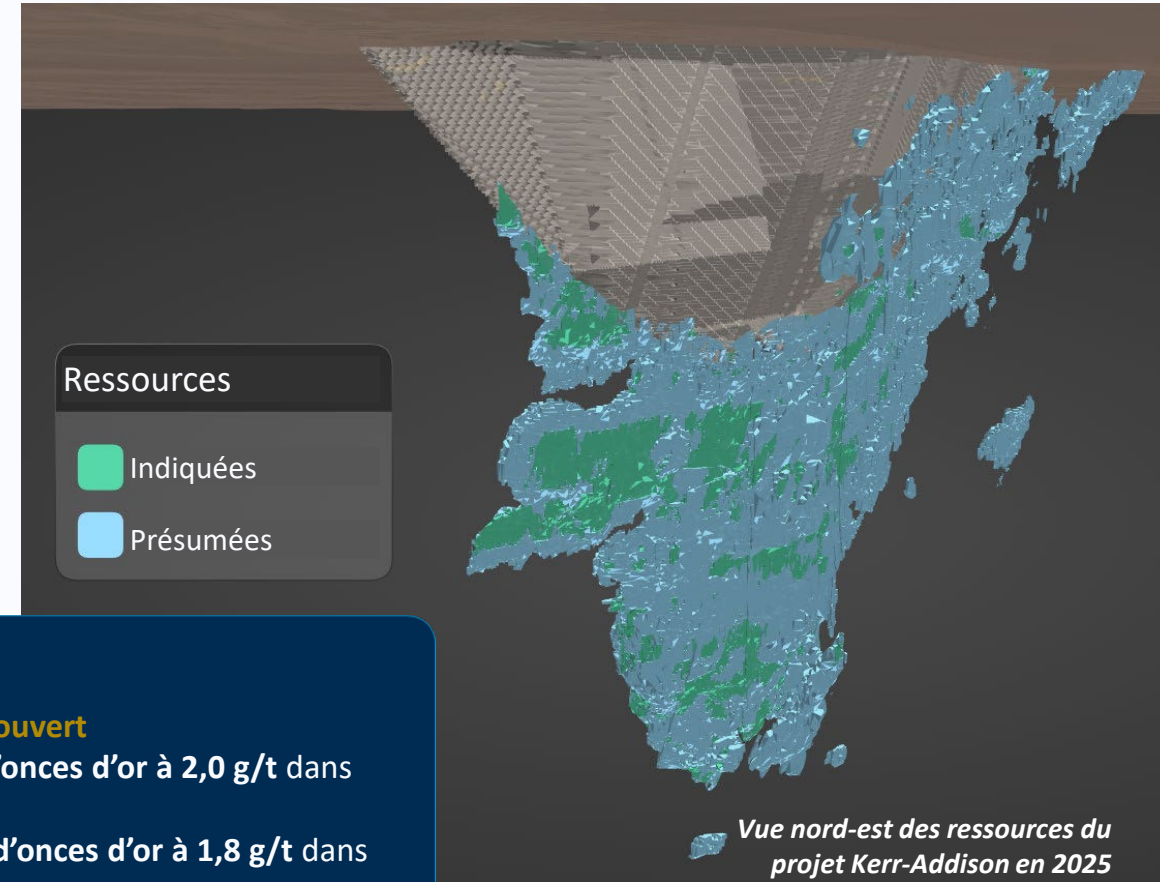 Ressources
Indiquées
Présumées
ouvert
d'onces d'or à 2,0 g/t dans
d'onces d'or à 1,8 g/t dans
Vue nord-est des ressources du
projet Kerr-Addison en 2025